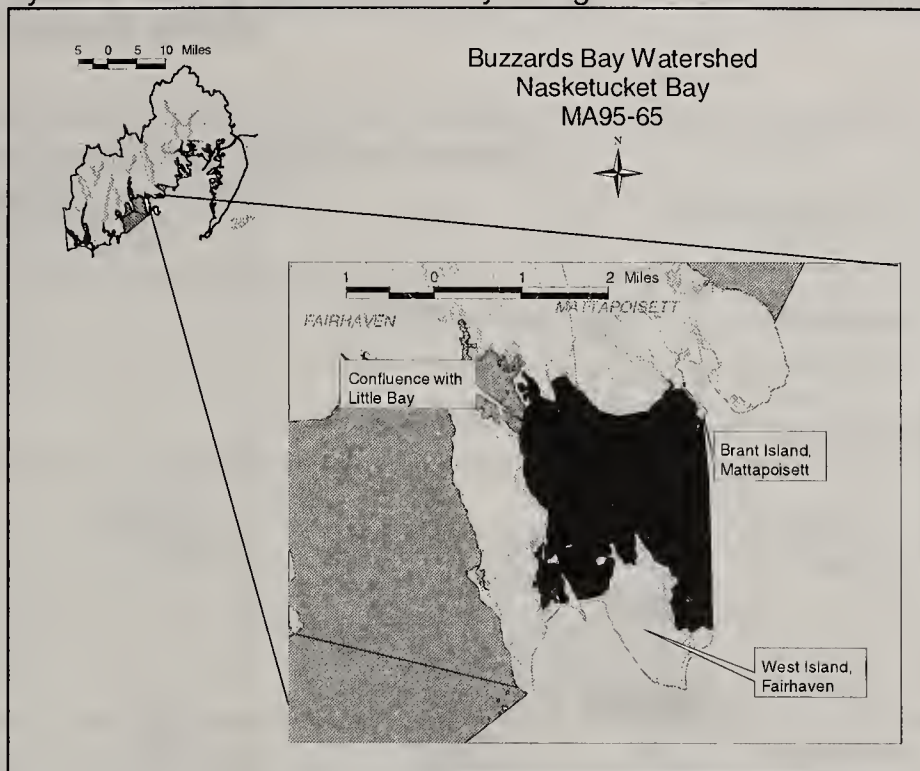 5 0 5 10 Miles
Buzzards Bay Watershed
Nasketucket Bay
MA95-65
N
1 0 1 2 Miles
FAIRHAVEN
MATTAPOISETT
Confluence with
Little Bay
Brant Island,
Mattapoisett
West Island,
Fairhaven